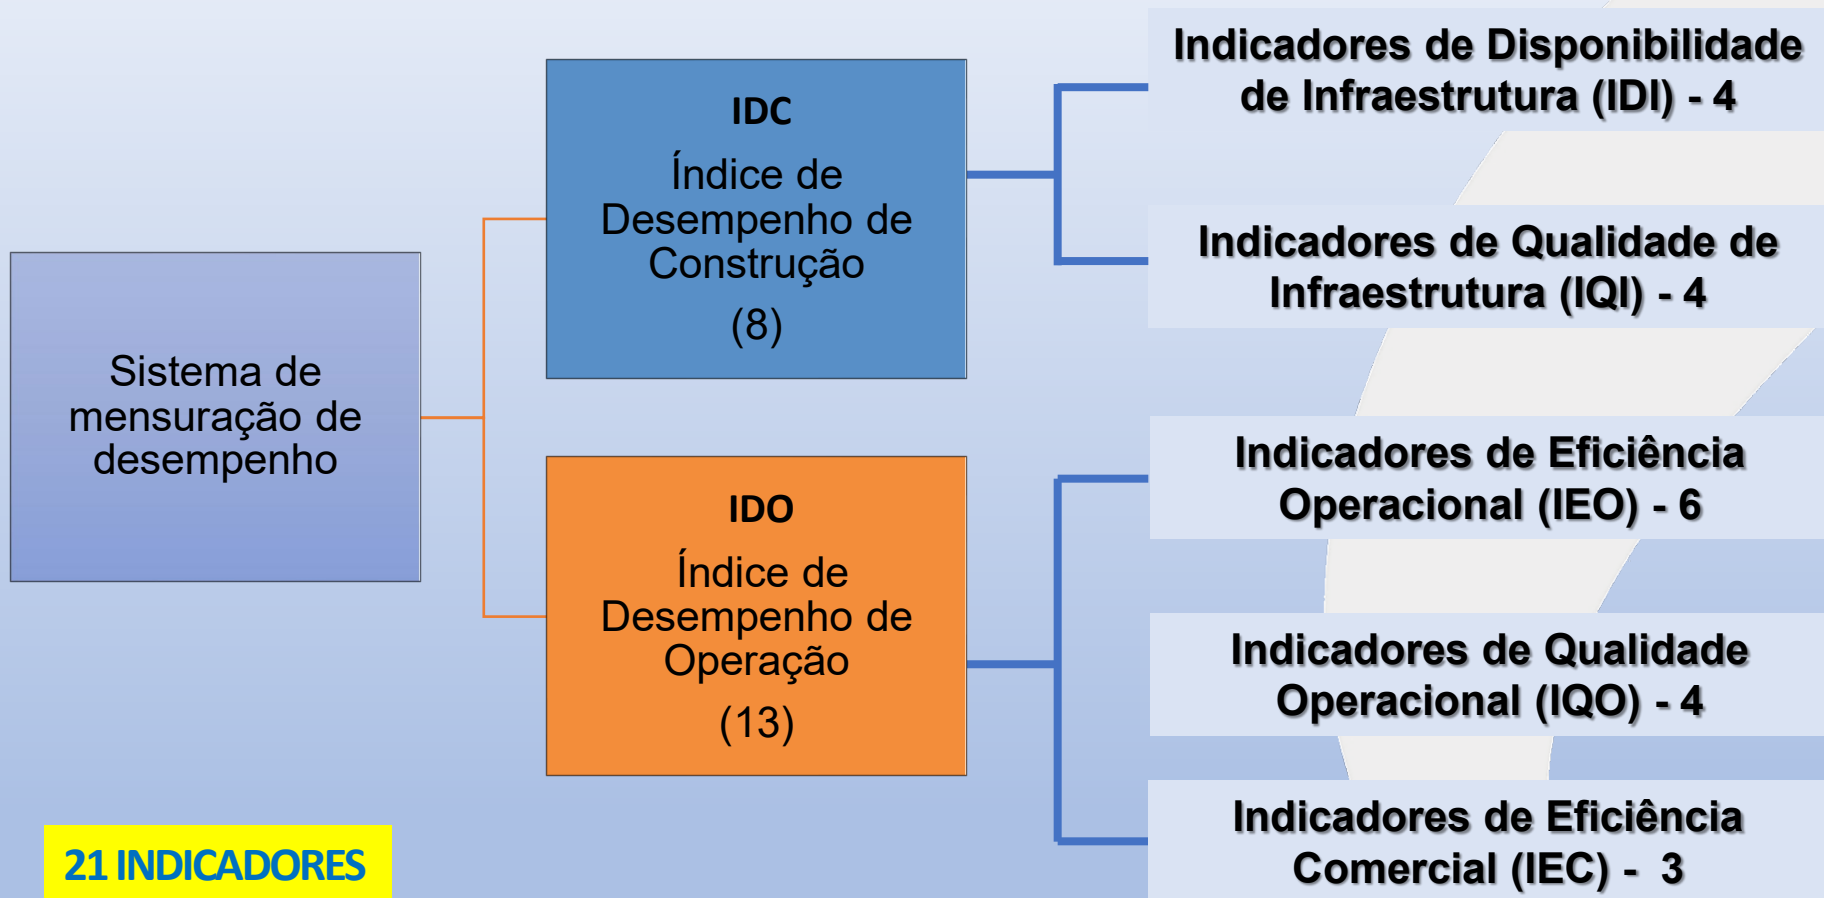 Sistema de
mensuração de
desempenho
IDC
Índice de
Desempenho de
Construção
(8)
IDO
Índice de
Desempenho de
Operação
(13)
Indicadores de Disponibilidade
de Infraestrutura (IDI) - 4
Indicadores de Qualidade de
Infraestrutura (IQI) - 4
Indicadores de Eficiência
Operacional (IEO) - 6
Indicadores de Qualidade
Operacional (IQO) - 4
Indicadores de Eficiência
Comercial (IEC) - 3
21 INDICADORES